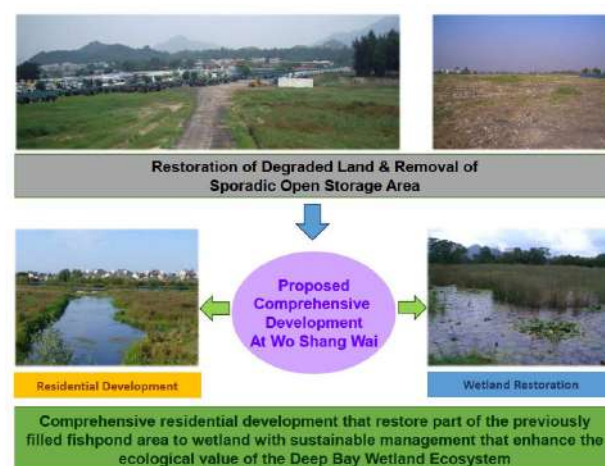 Restoration of Degraded Land & Removal of
Sporadic Open Storage Area
Proposed
Comprehensive
Development
At Wo Shang Wai
Residential Development
Wetland Restoration
Comprehensive residential development that restore part of the previously
filled fishpond area to wetland with sustainable management that enhance the
ecological value of the Deep Bay Wetland Ecosystem